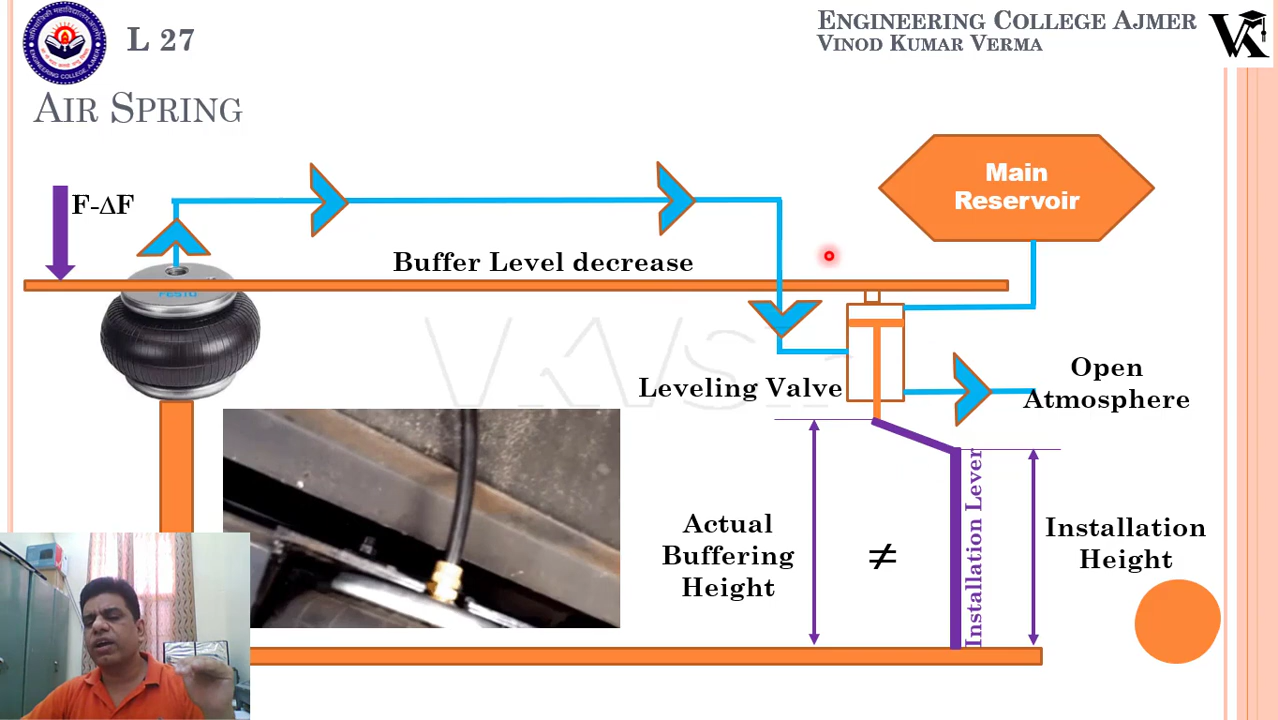 L 27
ENGINEERING COLLEGE AJMER
VINOD KUMAR VERMA
AIR SPRING
F-ΔF
Main
Reservoir
Buffer Level decrease
Leveling Valve
Open
Atmosphere
Actual
Buffering
Height
≠
Installation Lever
Installation
Height